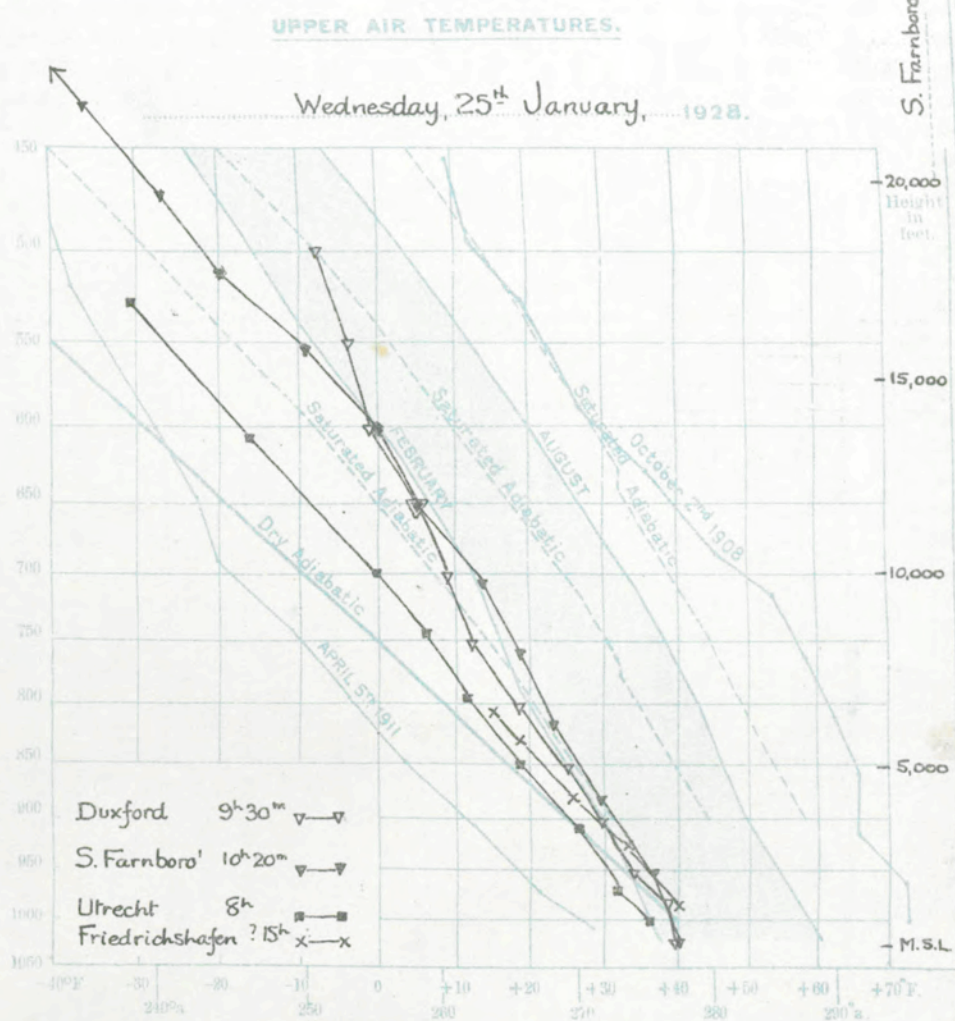 UPPER AIR TEMPERATURES.
Wednesday, 25th January, 1928.
S. Farnboro
450
500
550
600
650
700
750
800
850
900
950
1000
1050
20,000
Height
in
feet.
15,000
10,000
5,000
M.S.L
Saturated Adiabatic
FEBRUARY
Saturated Adiabatic
AUGUST
Saturated Adiabatic
October 2nd 1908
Dry Adiabatic
APRIL 5TH 1911
Duxford 9h 30m
S. Farnboro' 10h 20m
Utrecht 8h
Friedrichshafen ? 15h
-40°F -30 -20 -10 0 +10 +20 +30 +40 +50 +60 +70°F.
240°a 250 260 270 280 290°a.